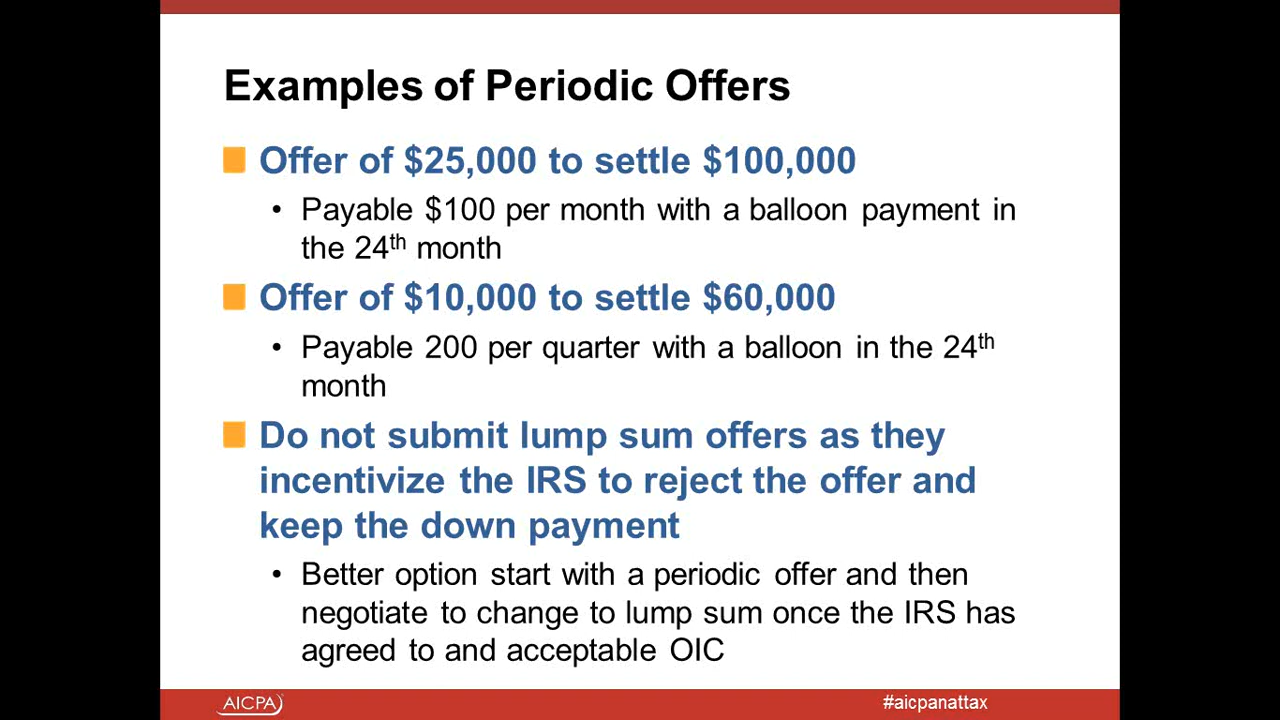 Examples of Periodic Offers
Offer of $25,000 to settle $100,000
• Payable $100 per month with a balloon payment in
the 24th month
Offer of $10,000 to settle $60,000
• Payable 200 per quarter with a balloon in the 24th
month
Do not submit lump sum offers as they
incentivize the IRS to reject the offer and
keep the down payment
• Better option start with a periodic offer and then
negotiate to change to lump sum once the IRS has
agreed to and acceptable OIC
AICPA
#aicpanattax